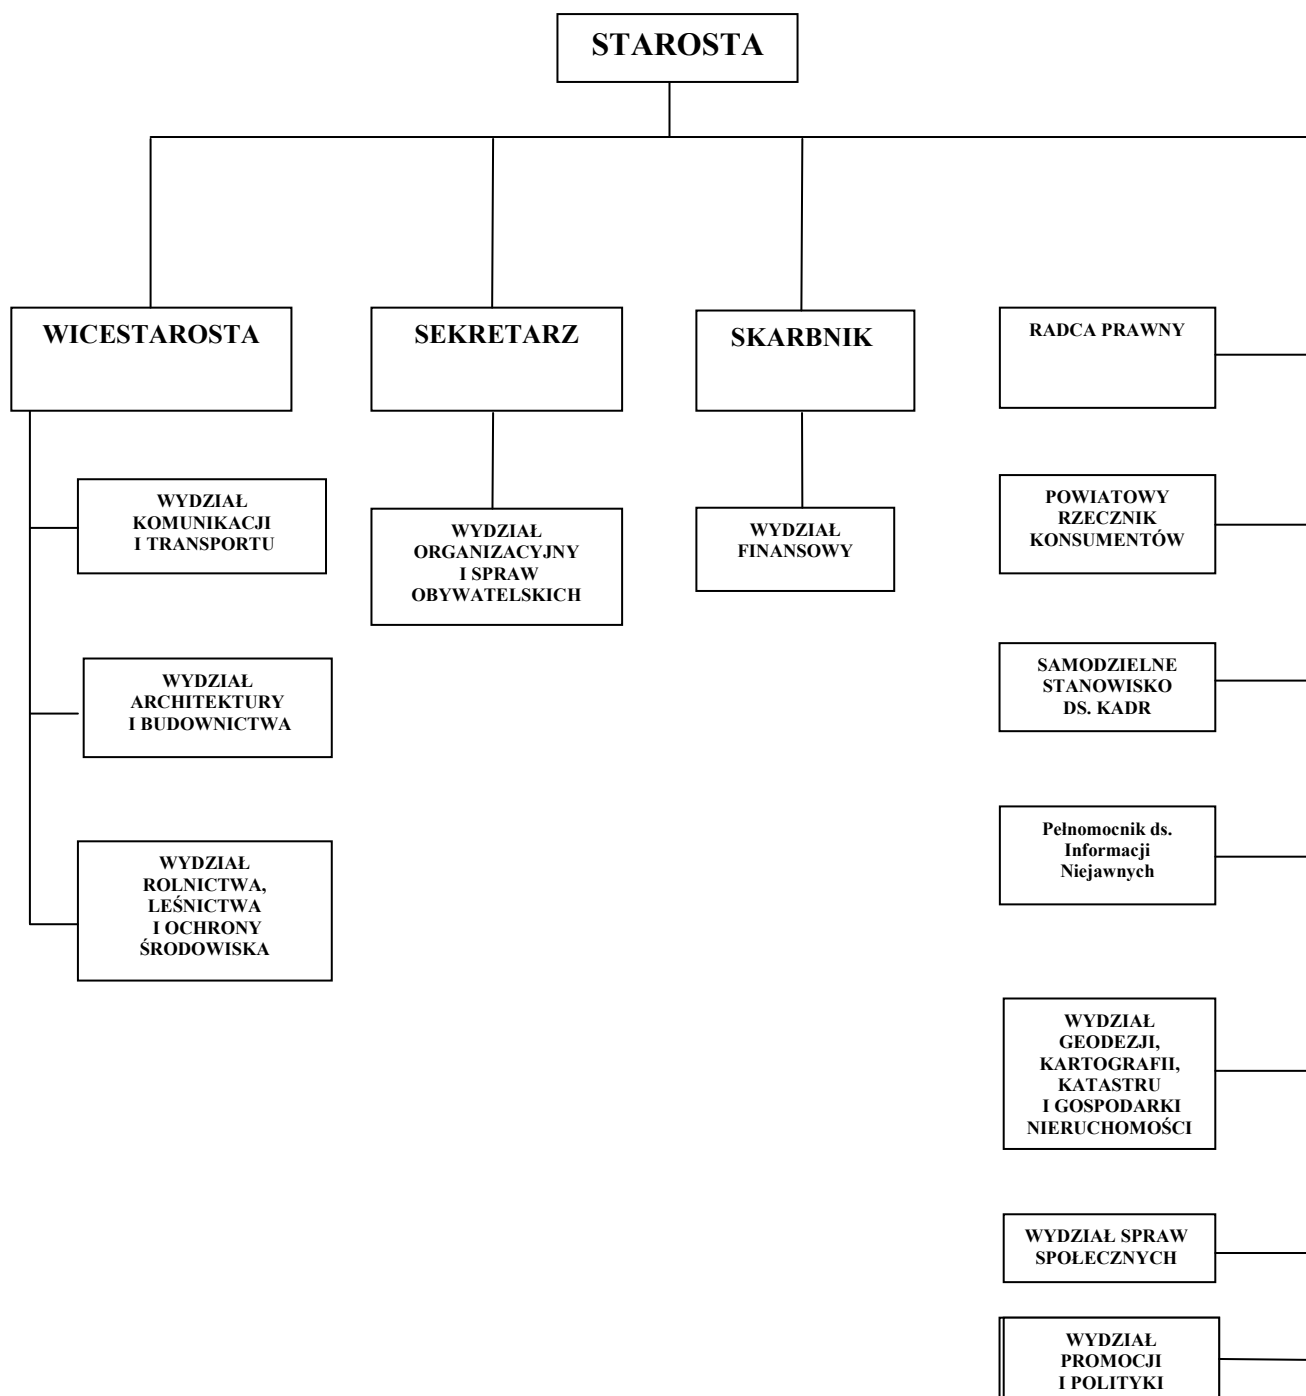 STAROSTA
WICESTAROSTA
SEKRETARZ
SKARBNIK
RADCA PRAWNY
WYDZIAŁ
KOMUNIKACJI
I TRANSPORTU
WYDZIAŁ
ORGANIZACYJNY
I SPRAW
OBYWATELSKICH
WYDZIAŁ
FINANSOWY
POWIATOWY
RZECZNIK
KONSUMENTÓW
WYDZIAŁ
ARCHITEKTURY
I BUDOWNICTWA
SAMODZIELNE
STANOWISKO
DS. KADR
WYDZIAŁ
ROLNICTWA,
LEŚNICTWA
I OCHRONY
ŚRODOWISKA
Pełnomocnik ds.
Informacji
Niejawnych
WYDZIAŁ
GEODEZJI,
KARTOGRAFII,
KATASTRU
I GOSPODARKI
NIERUCHOMOŚCI
WYDZIAŁ SPRAW
SPOŁECZNYCH
WYDZIAŁ
PROMOCJI
I POLITYKI